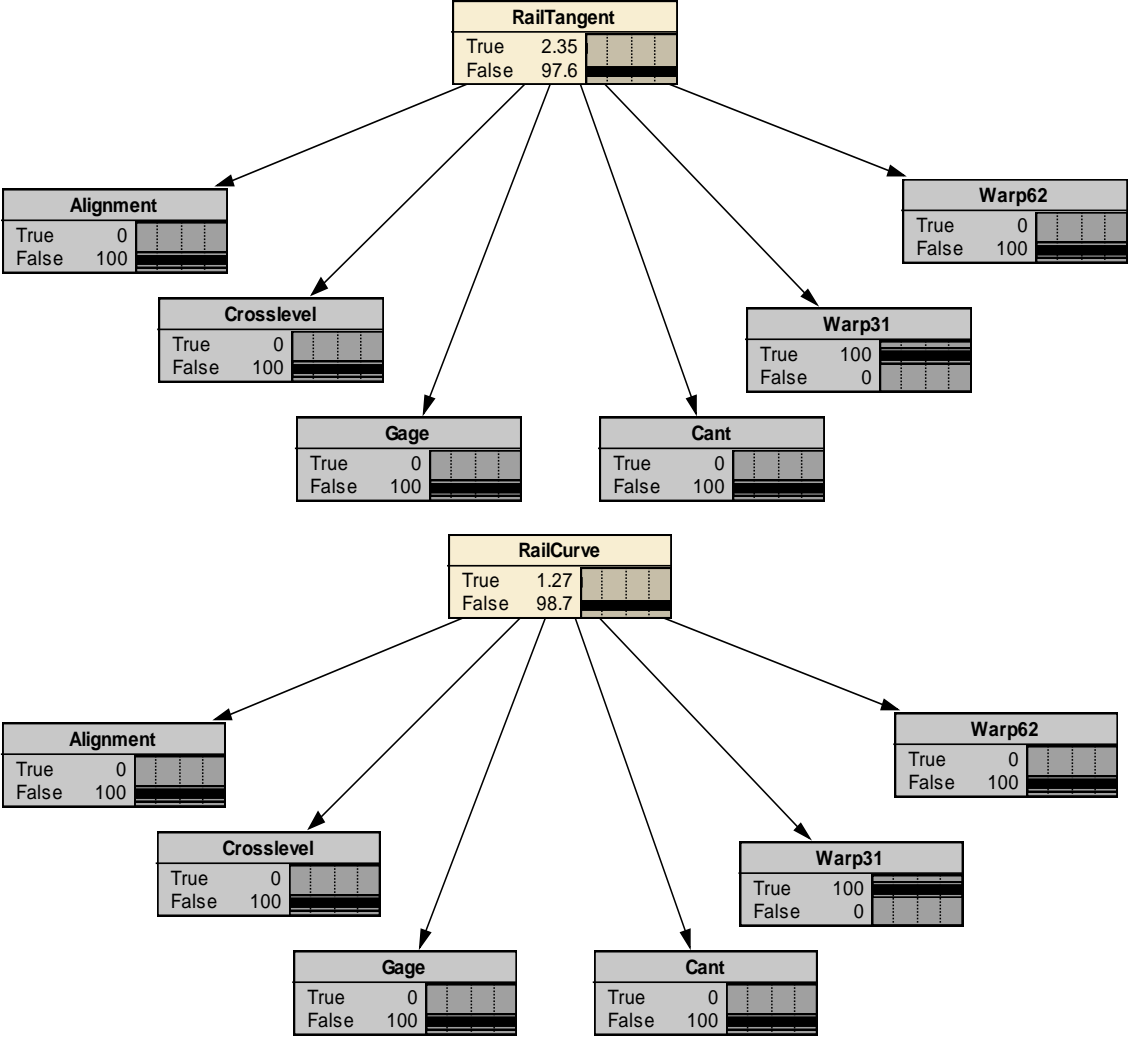 RailTangent
True 2.35
False 97.6
Alignment
True 0
False 100
Warp62
True 0
False 100
Crosslevel
True 0
False 100
Warp31
True 100
False 0
Gage
True 0
False 100
Cant
True 0
False 100
RailCurve
True 1.27
False 98.7
Alignment
True 0
False 100
Warp62
True 0
False 100
Crosslevel
True 0
False 100
Warp31
True 100
False 0
Gage
True 0
False 100
Cant
True 0
False 100